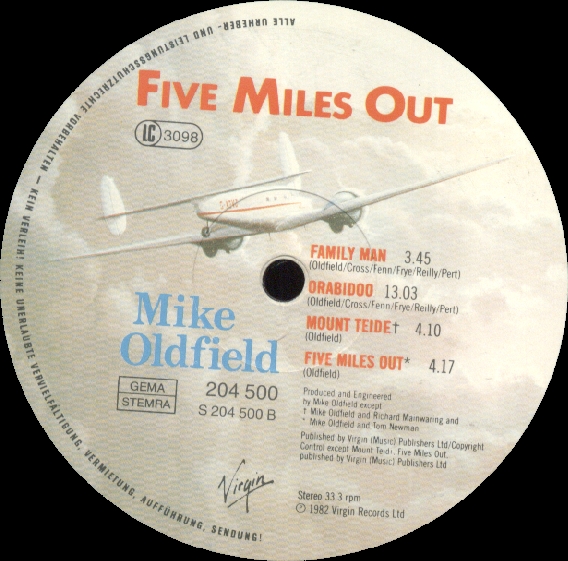 ALLE URHEBER- UND LEISTUNGSSCHUTZRECHTE VORBEHALTEN – KEIN VERLEIH! KEINE UNERLAUBTE VERVIELFÄLTIGUNG, VERMIETUNG, AUFFÜHRUNG, SENDUNG!
FIVE MILES OUT
LC 3098
FAMILY MAN 3.45
(Oldfield/Cross/Fenn/Frye/Reilly/Pert)
ORABIDOO 13.03
(Oldfield/Cross/Fenn/Frye/Reilly/Pert)
MOUNT TEIDE† 4.10
(Oldfield)
FIVE MILES OUT* 4.17
(Oldfield)
Mike
Oldfield
GEMA
STEMRA
204 500
S 204 500 B
Produced and Engineered
by Mike Oldfield except
† Mike Oldfield and Richard Mainwaring and
* Mike Oldfield and Tom Newman
Published by Virgin (Music) Publishers Ltd/Copyright
Control except Mount Teide, Five Miles Out,
published by Virgin (Music) Publishers Ltd
Virgin
Stereo 33.3 rpm
Ⓟ 1982 Virgin Records Ltd